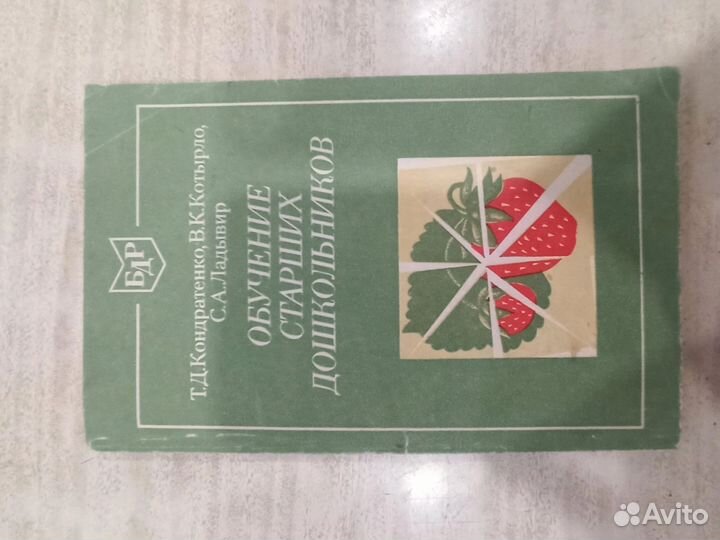 БДР
Т.Д.Кондратенко, В.К.Котырло,
С.А.Ладывир
ОБУЧЕНИЕ
СТАРШИХ
ДОШКОЛЬНИКОВ
Avito